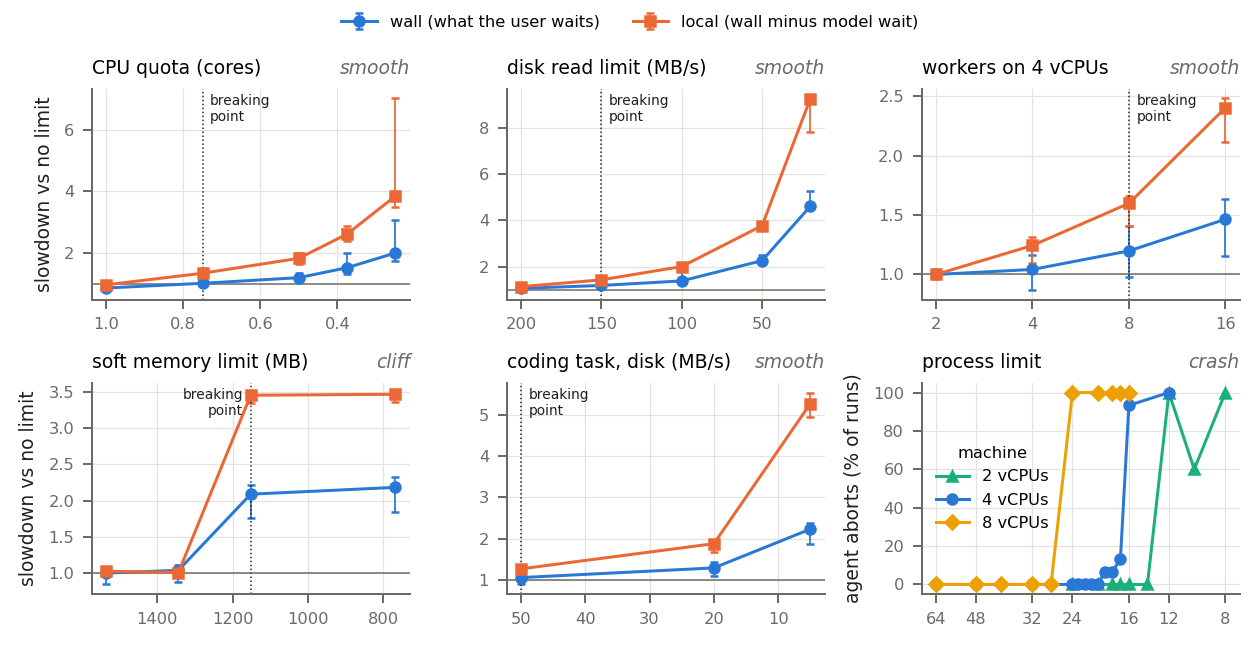 wall (what the user waits)
local (wall minus model wait)
CPU quota (cores)
smooth
disk read limit (MB/s)
smooth
workers on 4 vCPUs
smooth
slowdown vs no limit
6
4
2
breaking
point
1.0
0.8
0.6
0.4
8
6
4
2
breaking
point
200
150
100
50
2.5
2.0
1.5
1.0
breaking
point
2
4
8
16
soft memory limit (MB)
cliff
coding task, disk (MB/s)
smooth
process limit
crash
slowdown vs no limit
3.5
3.0
2.5
2.0
1.5
1.0
breaking
point
1400
1200
1000
800
5
4
3
2
1
breaking
point
50
40
30
20
10
agent aborts (% of runs)
100
80
60
40
20
0
machine
2 vCPUs
4 vCPUs
8 vCPUs
64
48
32
24
16
12
8